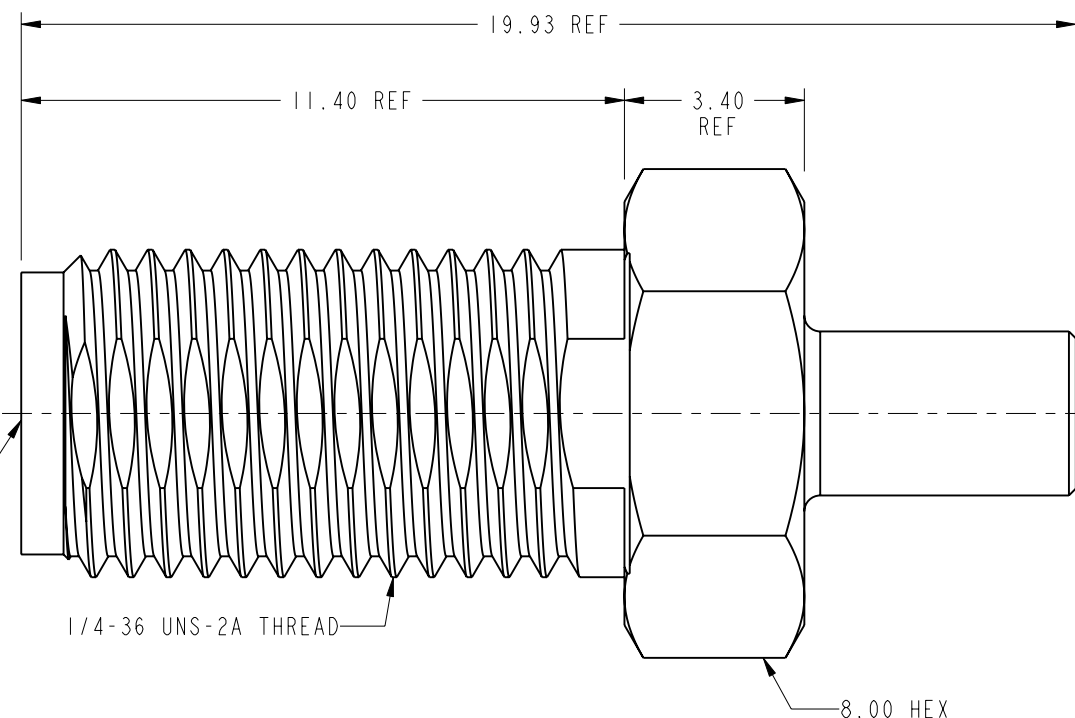 19.93 REF
11.40 REF
3.40
REF
1/4-36 UNS-2A THREAD
8.00 HEX